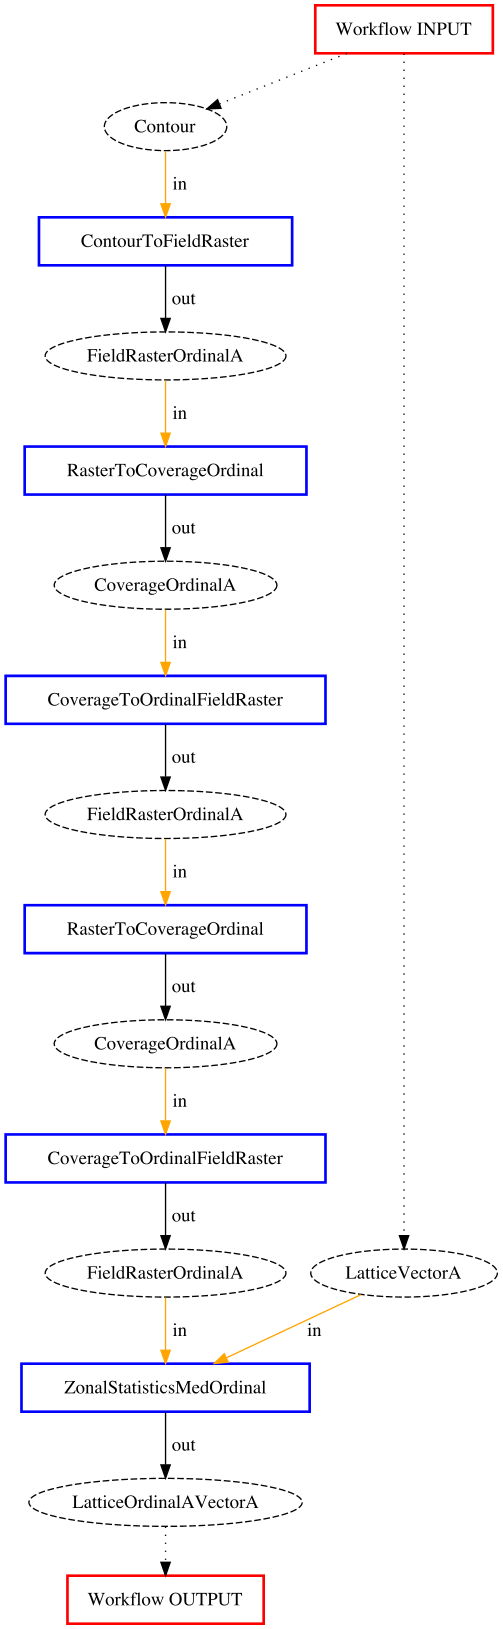 Workflow INPUT
Contour
in
ContourToFieldRaster
out
FieldRasterOrdinalA
in
RasterToCoverageOrdinal
out
CoverageOrdinalA
in
CoverageToOrdinalFieldRaster
out
FieldRasterOrdinalA
in
RasterToCoverageOrdinal
out
CoverageOrdinalA
in
CoverageToOrdinalFieldRaster
out
FieldRasterOrdinalA
LatticeVectorA
in
in
ZonalStatisticsMedOrdinal
out
LatticeOrdinalAVectorA
Workflow OUTPUT